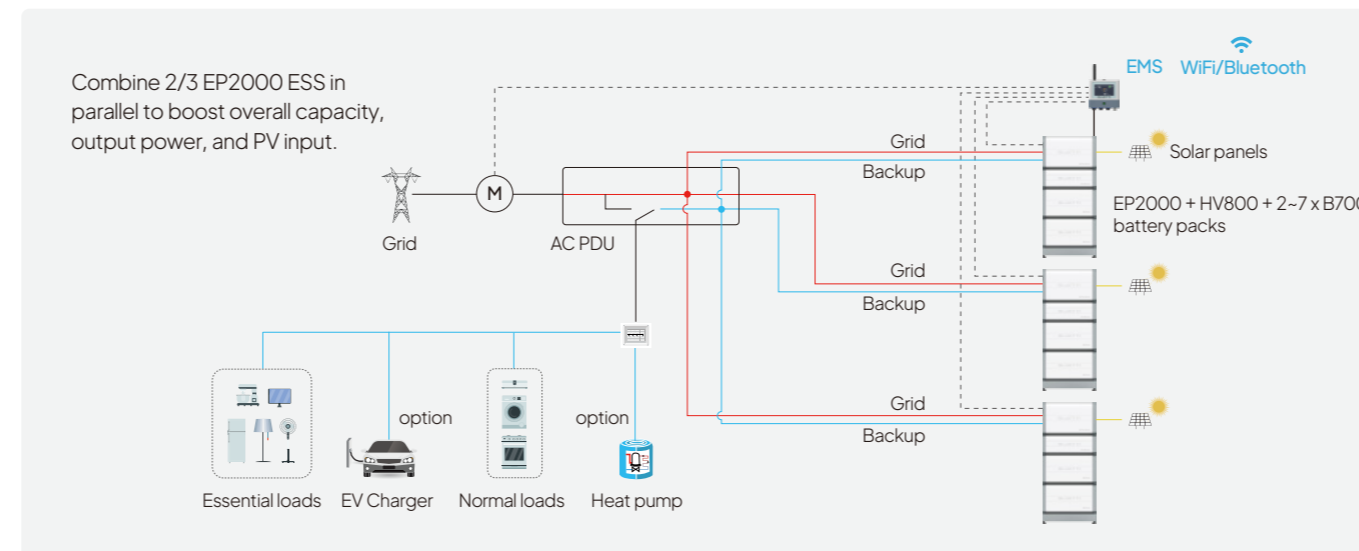 Combine 2/3 EP2000 ESS in
parallel to boost overall capacity,
output power, and PV input.
EMS WiFi/Bluetooth
Grid
Backup
Solar panels
M
EP2000 + HV800 + 2~7 x B700
battery packs
Grid
AC PDU
Grid
Backup
Grid
Backup
option
option
Essential loads
EV Charger
Normal loads
Heat pump